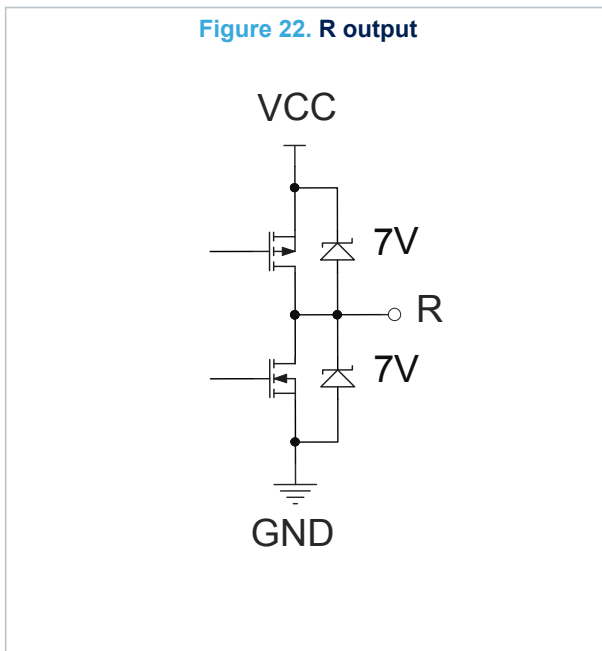 Figure 22. R output
VCC
7V
R
7V
GND